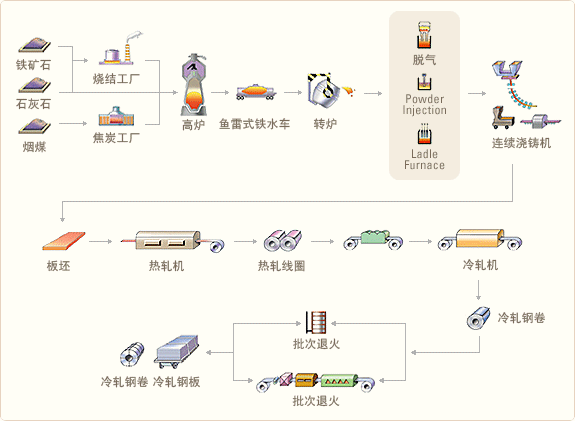 铁矿石
烧结工厂
石灰石
烟煤
焦炭工厂
高炉
鱼雷式铁水车
转炉
脱气
Powder
Injection
Ladle
Furnace
连续浇铸机
板坯
热轧机
热轧线圈
冷轧机
冷轧钢卷
批次退火
冷轧钢卷 冷轧钢板
批次退火